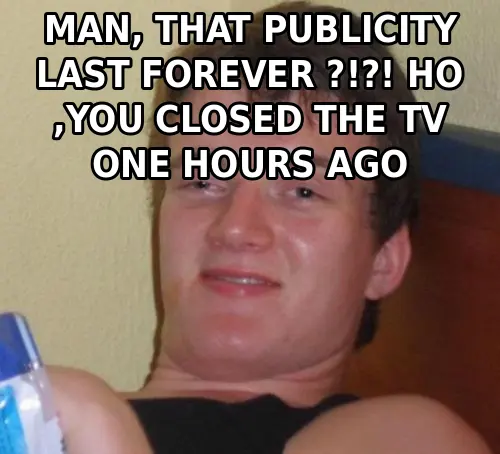 MAN, THAT PUBLICITY
LAST FOREVER ?!?! HO
,YOU CLOSED THE TV
ONE HOURS AGO